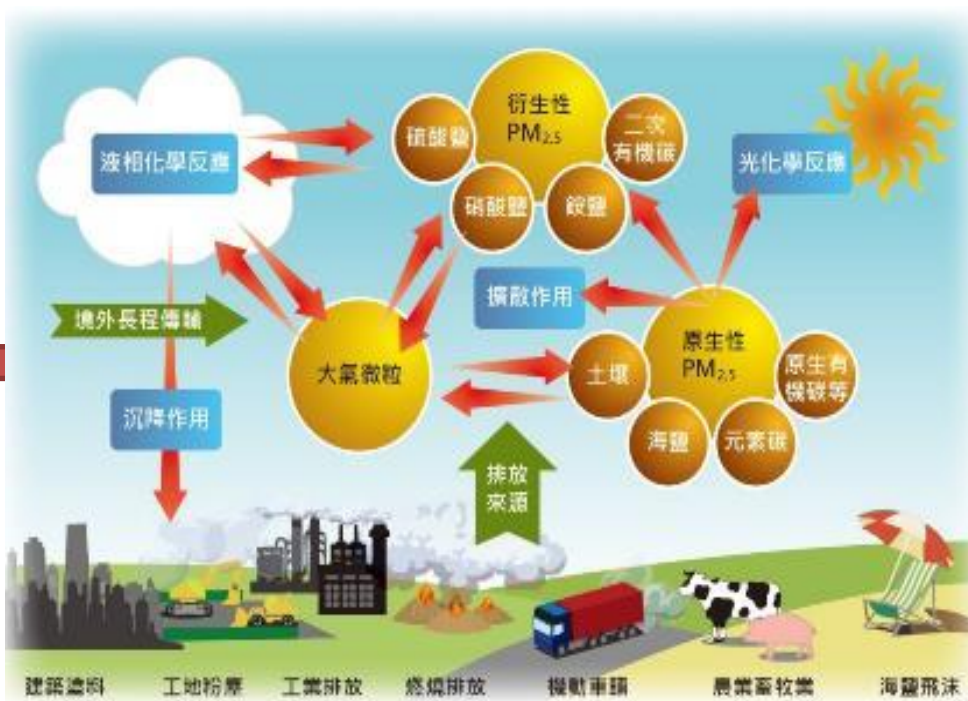 衍生性
PM2.5
硫酸鹽
二次
有機碳
硝酸鹽
銨鹽
液相化學反應
光化學反應
擴散作用
境外長程傳輸
大氣微粒
原生性
PM2.5
土壤
原生有
機碳等
海鹽
元素碳
沉降作用
排放
來源
建築塗料
工地粉塵
工業排放
燃燒排放
機動車輛
農業畜牧業
海鹽飛沫